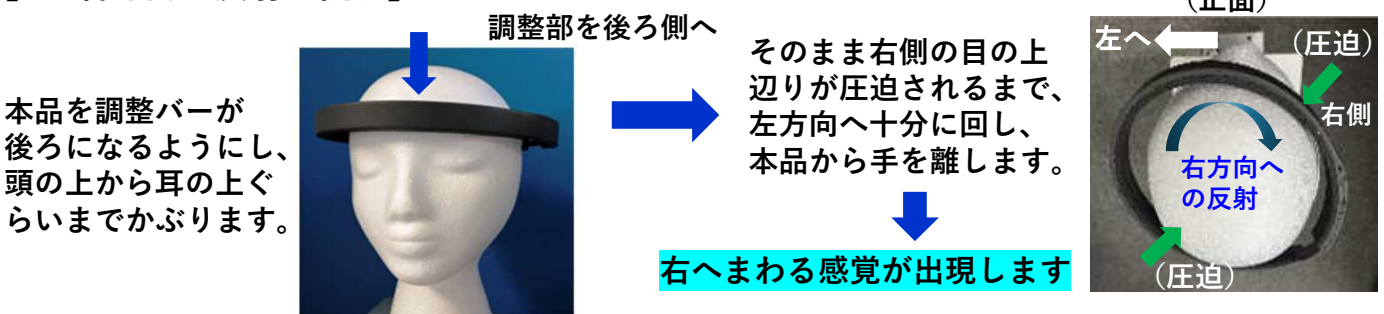 調整部を後ろ側へ
本品を調整バーが
後ろになるようにし、
頭の上から耳の上ぐ
らいまでかぶります。
そのまま右側の目の上
辺りが圧迫されるまで、
左方向へ十分に回し、
本品から手を離します。
右へまわる感覚が出現します
(正面)
左へ
(圧迫)
右側
右方向へ
の反射
(圧迫)